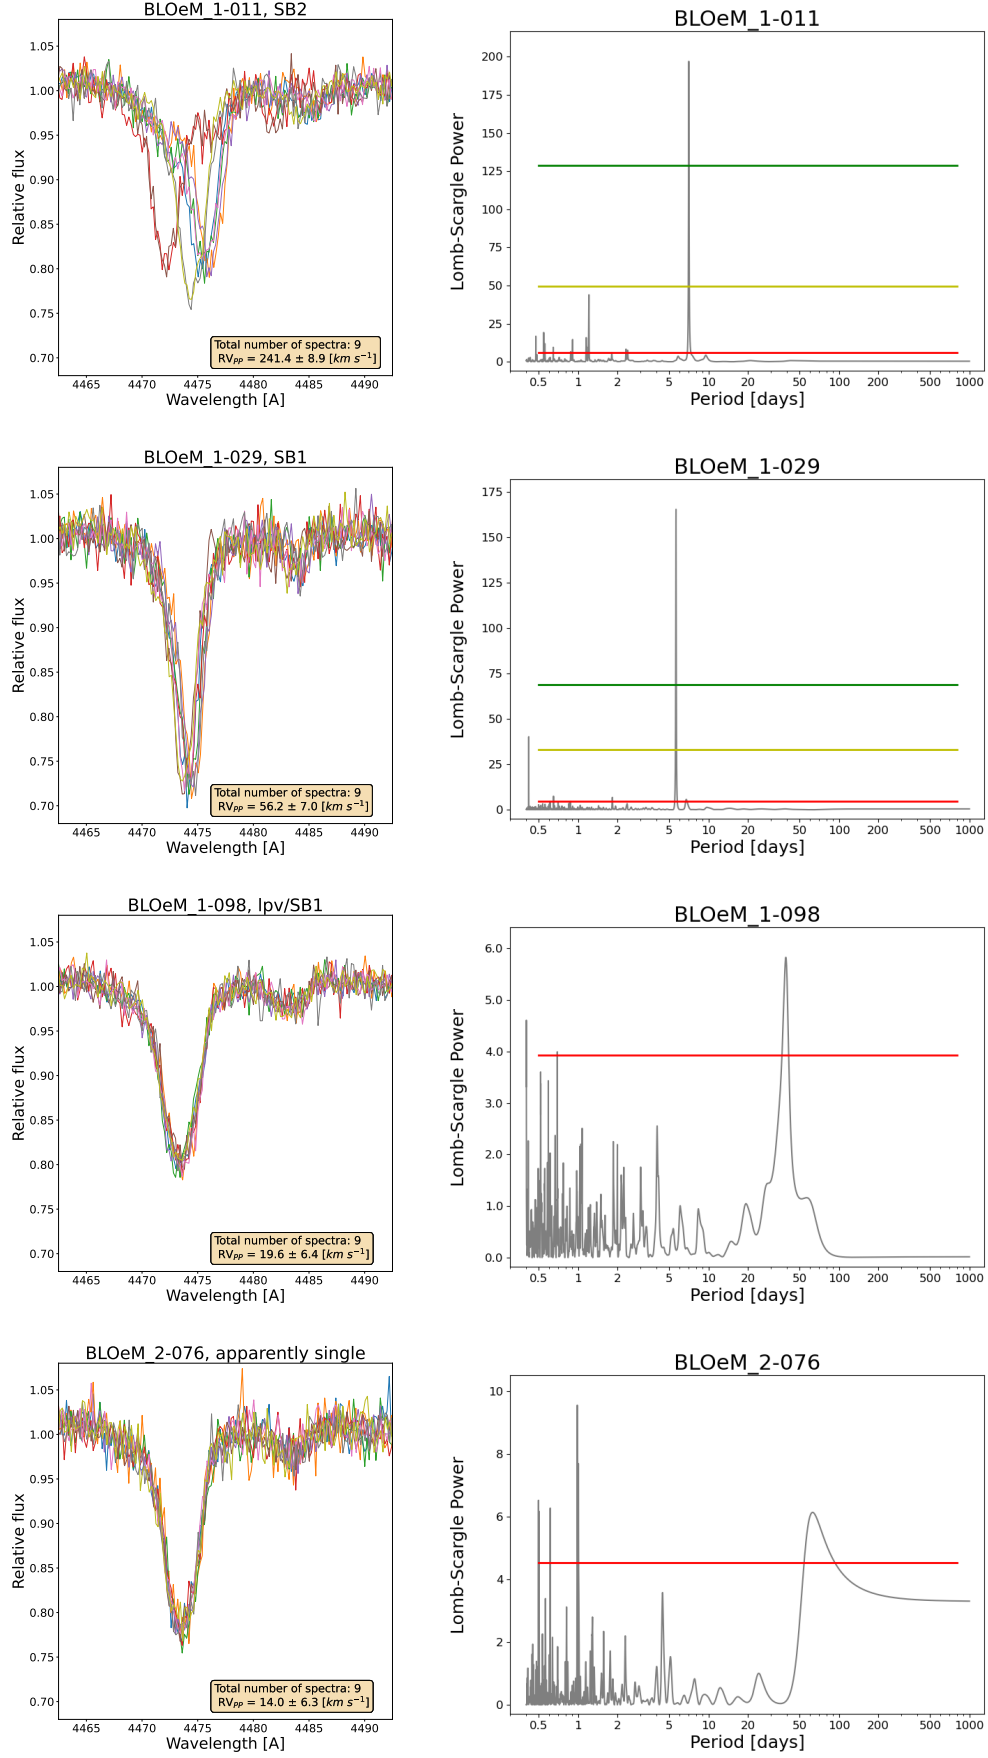 BLOeM_1-011, SB2
1.05
1.00
0.95
0.90
0.85
0.80
0.75
0.70
Relative flux
Total number of spectra: 9
RV_PP = 241.4 ± 8.9 [km s⁻¹]
4465 4470 4475 4480 4485 4490
Wavelength [A]
BLOeM_1-011
200
175
150
125
100
75
50
25
0
Lomb-Scargle Power
0.5 1 2 5 10 20 50 100 200 500 1000
Period [days]
BLOeM_1-029, SB1
1.05
1.00
0.95
0.90
0.85
0.80
0.75
0.70
Relative flux
Total number of spectra: 9
RV_PP = 56.2 ± 7.0 [km s⁻¹]
4465 4470 4475 4480 4485 4490
Wavelength [A]
BLOeM_1-029
175
150
125
100
75
50
25
0
Lomb-Scargle Power
0.5 1 2 5 10 20 50 100 200 500 1000
Period [days]
BLOeM_1-098, lpv/SB1
1.05
1.00
0.95
0.90
0.85
0.80
0.75
0.70
Relative flux
Total number of spectra: 9
RV_PP = 19.6 ± 6.4 [km s⁻¹]
4465 4470 4475 4480 4485 4490
Wavelength [A]
BLOeM_1-098
6.0
5.0
4.0
3.0
2.0
1.0
0.0
Lomb-Scargle Power
0.5 1 2 5 10 20 50 100 200 500 1000
Period [days]
BLOeM_2-076, apparently single
1.05
1.00
0.95
0.90
0.85
0.80
0.75
0.70
Relative flux
Total number of spectra: 9
RV_PP = 14.0 ± 6.3 [km s⁻¹]
4465 4470 4475 4480 4485 4490
Wavelength [A]
BLOeM_2-076
10
8
6
4
2
0
Lomb-Scargle Power
0.5 1 2 5 10 20 50 100 200 500 1000
Period [days]